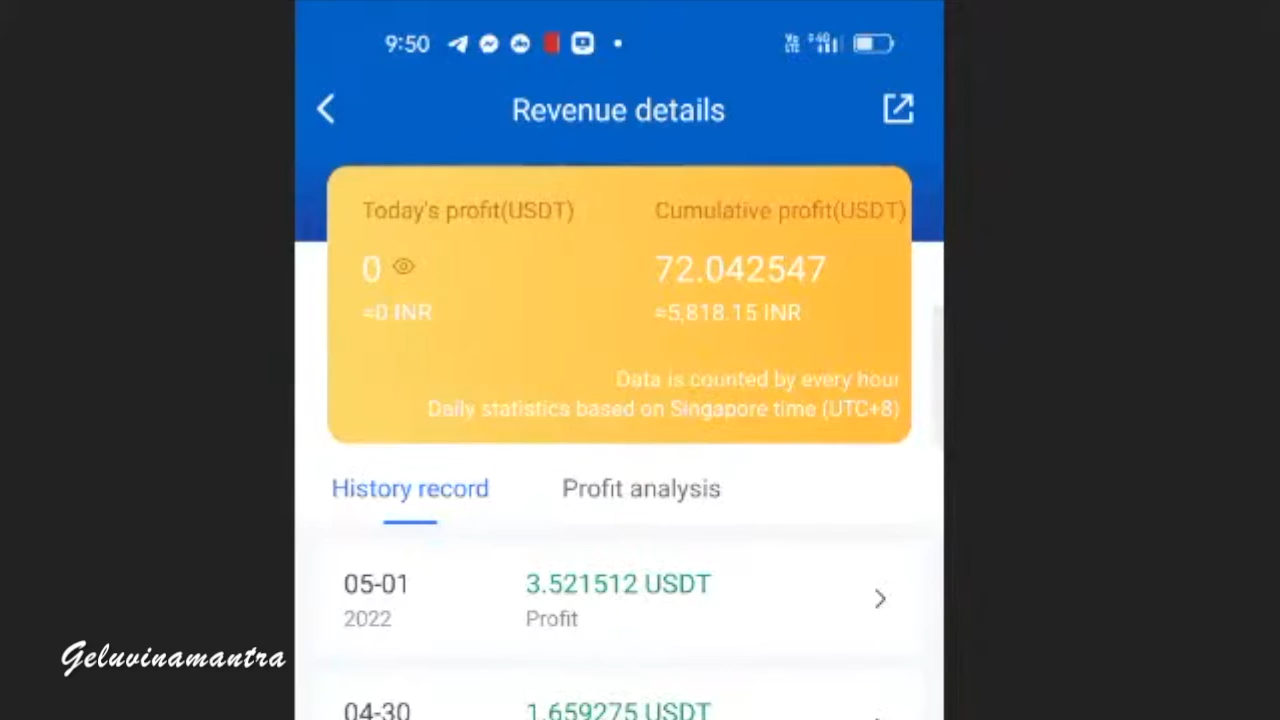 9:50
Revenue details
Today's profit(USDT)
Cumulative profit(USDT)
0
72.042547
≈0 INR
≈5,818.15 INR
Data is counted by every hour
Daily statistics based on Singapore time (UTC+8)
History record
Profit analysis
05-01
3.521512 USDT
2022
Profit
Geluvinamantra
04-30
1.659275 USDT